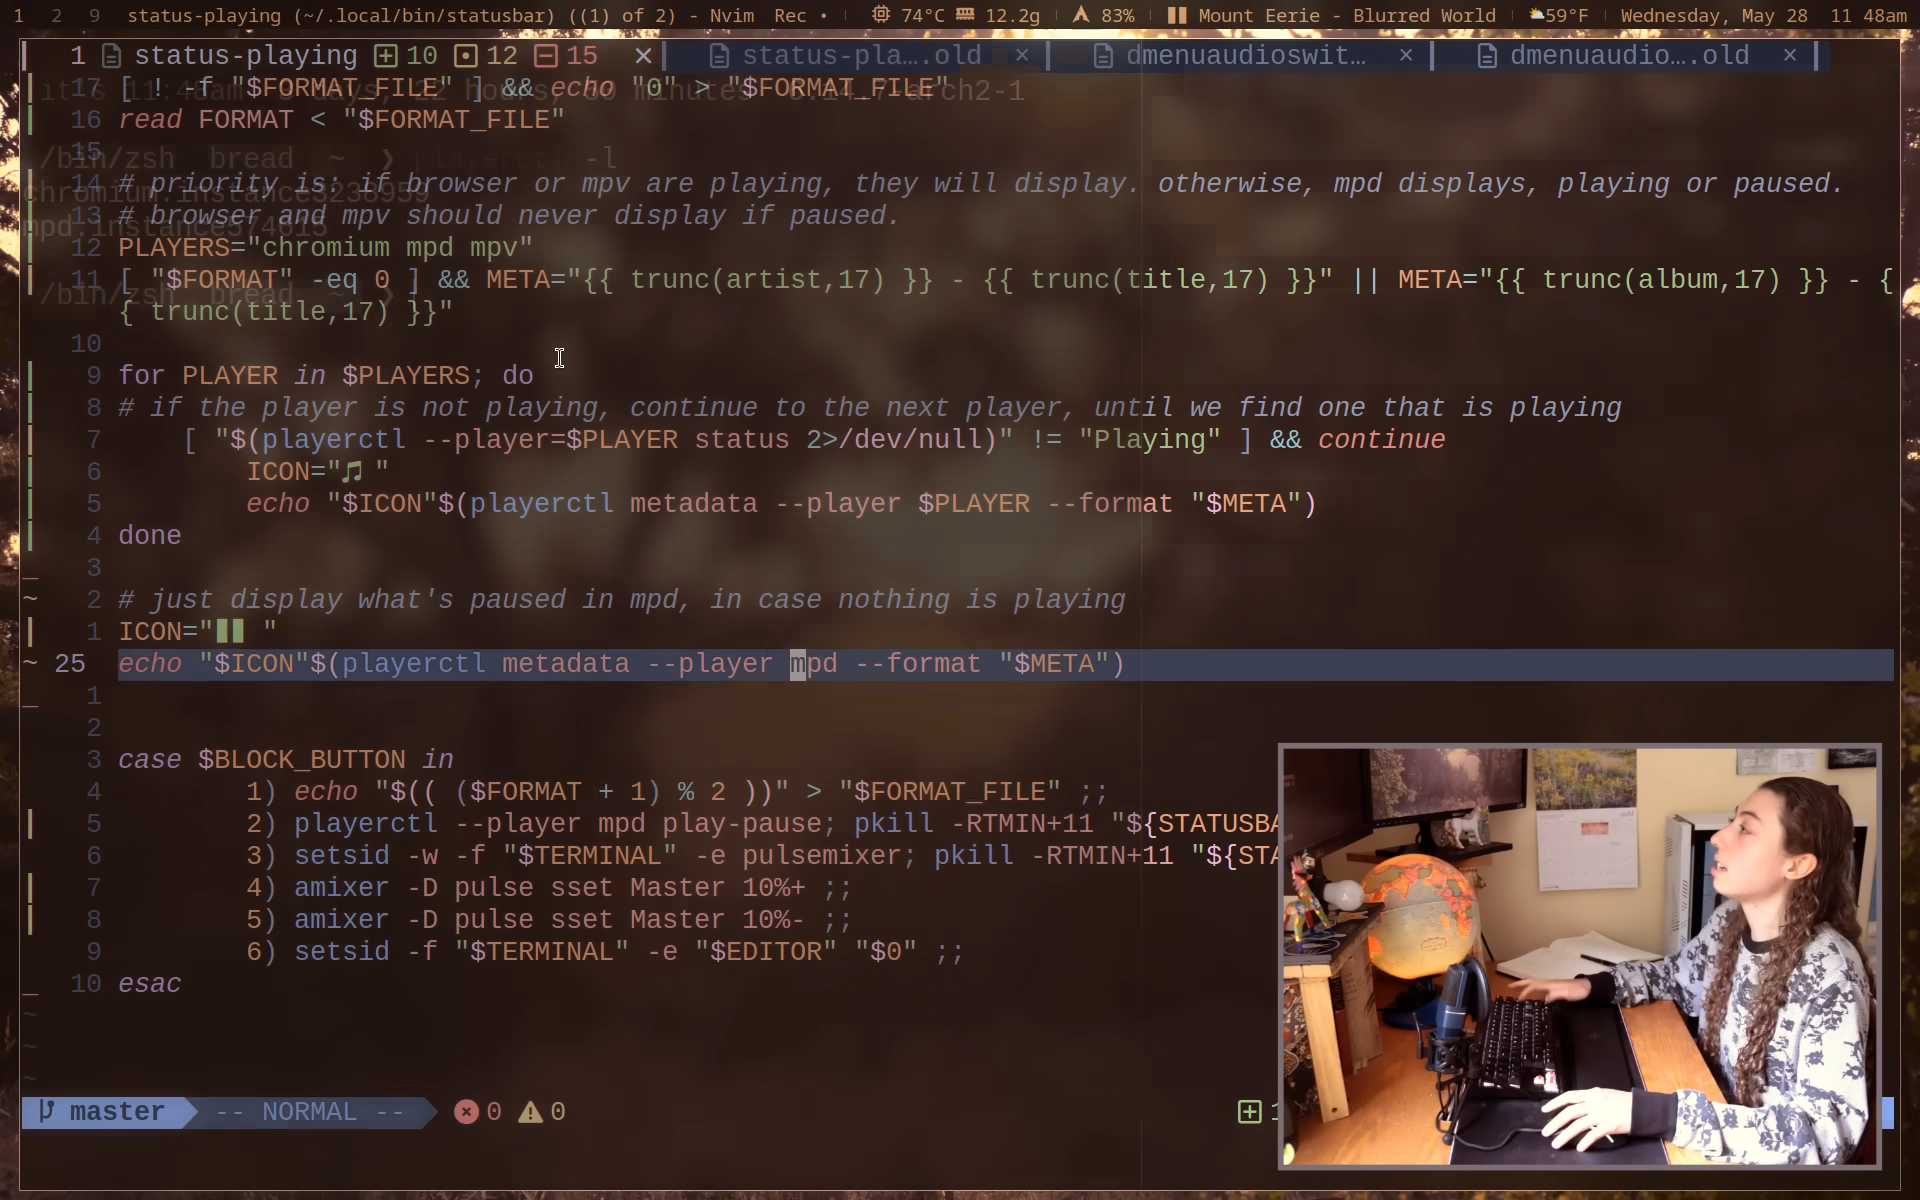 1 2 9 status-playing (~/.local/bin/statusbar) ((1) of 2) - Nvim Rec • 74°C 12.2g 83% Mount Eerie - Blurred World 59°F Wednesday, May 28 11 48am
1 status-playing 10 12 15 × status-pla….old × dmenuaudioswit… × dmenuaudio….old ×
17 [ ! -f "$FORMAT_FILE" ] && echo "0" > "$FORMAT_FILE"
16 read FORMAT < "$FORMAT_FILE"
15
/bin/zsh bread ~ ❯ playerctl -l
14 # priority is: if browser or mpv are playing, they will display. otherwise, mpd displays, playing or paused.
chromium.instance3238959
13 # browser and mpv should never display if paused.
mpd.instance574615
12 PLAYERS="chromium mpd mpv"
11 [ "$FORMAT" -eq 0 ] && META="{{ trunc(artist,17) }} - {{ trunc(title,17) }}" || META="{{ trunc(album,17) }} - {
/bin/zsh bread ~ ❯
{ trunc(title,17) }}"
10
9 for PLAYER in $PLAYERS; do
8 # if the player is not playing, continue to the next player, until we find one that is playing
7 [ "$(playerctl --player=$PLAYER status 2>/dev/null)" != "Playing" ] && continue
6 ICON="♫ "
5 echo "$ICON"$(playerctl metadata --player $PLAYER --format "$META")
4 done
3
2 # just display what's paused in mpd, in case nothing is playing
1 ICON="▮▮ "
25 echo "$ICON"$(playerctl metadata --player mpd --format "$META")
1
2
3 case $BLOCK_BUTTON in
4 1) echo "$(( ($FORMAT + 1) % 2 ))" > "$FORMAT_FILE" ;;
5 2) playerctl --player mpd play-pause; pkill -RTMIN+11 "${STATUSBA
6 3) setsid -w -f "$TERMINAL" -e pulsemixer; pkill -RTMIN+11 "${STA
7 4) amixer -D pulse sset Master 10%+ ;;
8 5) amixer -D pulse sset Master 10%- ;;
9 6) setsid -f "$TERMINAL" -e "$EDITOR" "$0" ;;
10 esac
~
~
~
master -- NORMAL -- 0 0